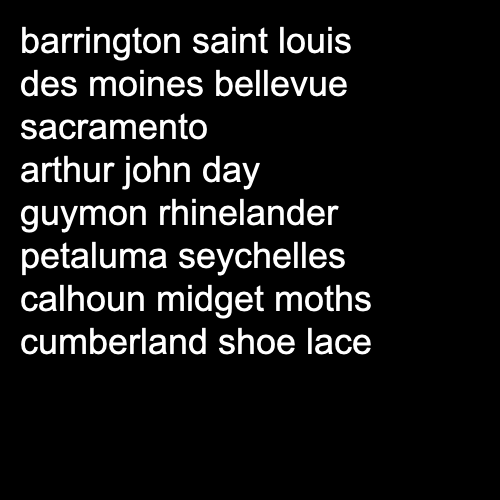 barrington saint louis
des moines bellevue
sacramento
arthur john day
guymon rhinelander
petaluma seychelles
calhoun midget moths
cumberland shoe lace